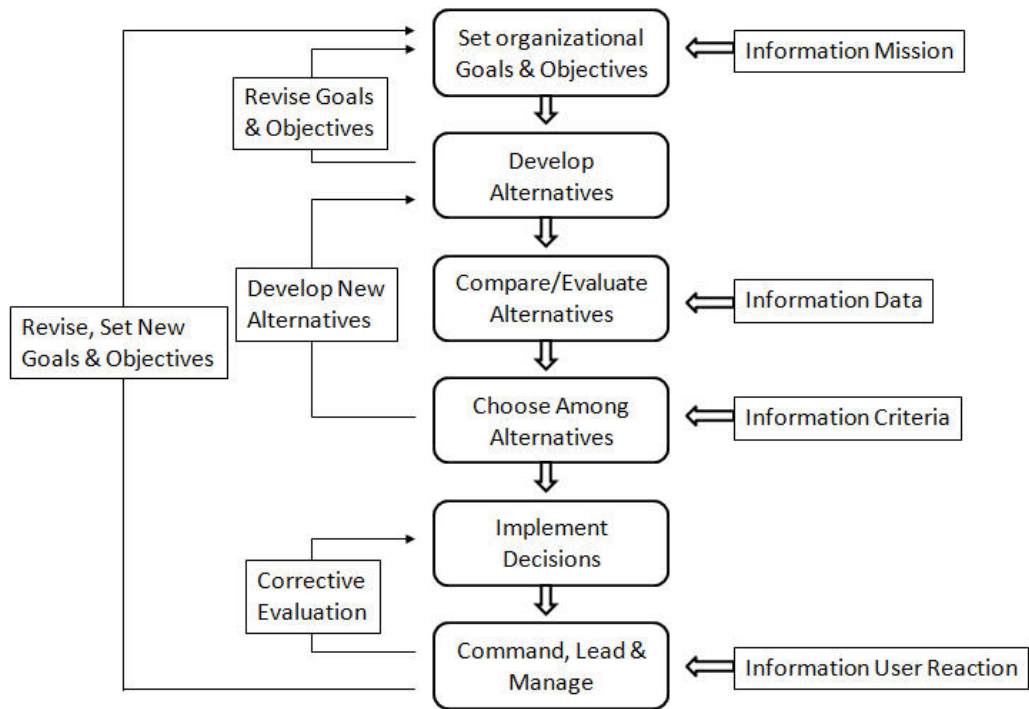 Set organizational
Goals & Objectives
Information Mission
Revise Goals
& Objectives
Develop
Alternatives
Develop New
Alternatives
Compare/Evaluate
Alternatives
Information Data
Revise, Set New
Goals & Objectives
Choose Among
Alternatives
Information Criteria
Implement
Decisions
Corrective
Evaluation
Command, Lead &
Manage
Information User Reaction